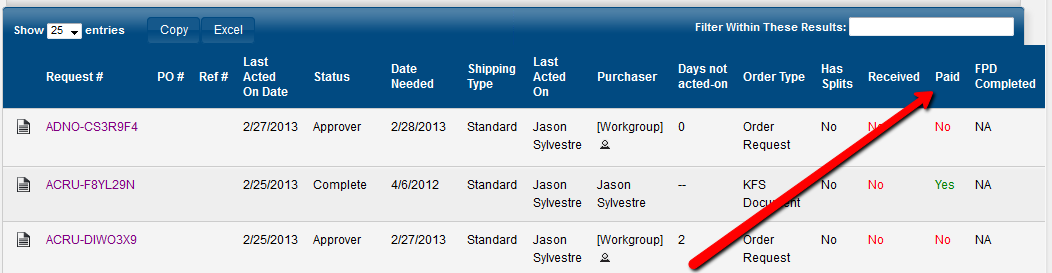 Show 25 entries Copy Excel Filter Within These Results:
Request # PO # Ref # Last Acted On Date Status Date Needed Shipping Type Last Acted On Purchaser Days not acted-on Order Type Has Splits Received Paid FPD Completed
ADNO-CS3R9F4 2/27/2013 Approver 2/28/2013 Standard Jason Sylvestre [Workgroup] 0 Order Request No No No NA
ACRU-F8YL29N 2/25/2013 Complete 4/6/2012 Standard Jason Sylvestre Jason Sylvestre -- KFS Document No No Yes NA
ACRU-DIWO3X9 2/25/2013 Approver 2/27/2013 Standard Jason Sylvestre [Workgroup] 2 Order Request No No No NA